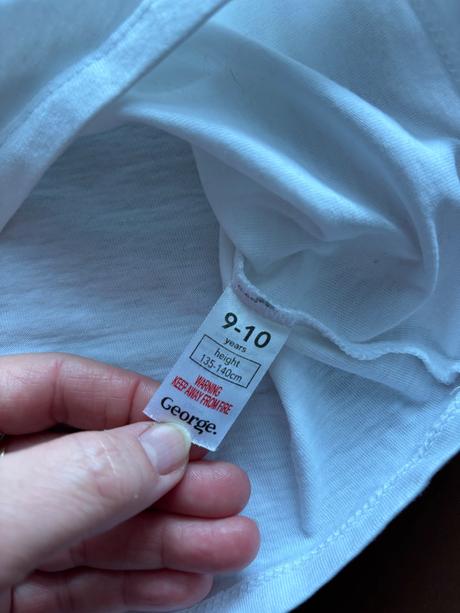 9-10
years
height
135-140cm
WARNING
KEEP AWAY FROM FIRE
George.